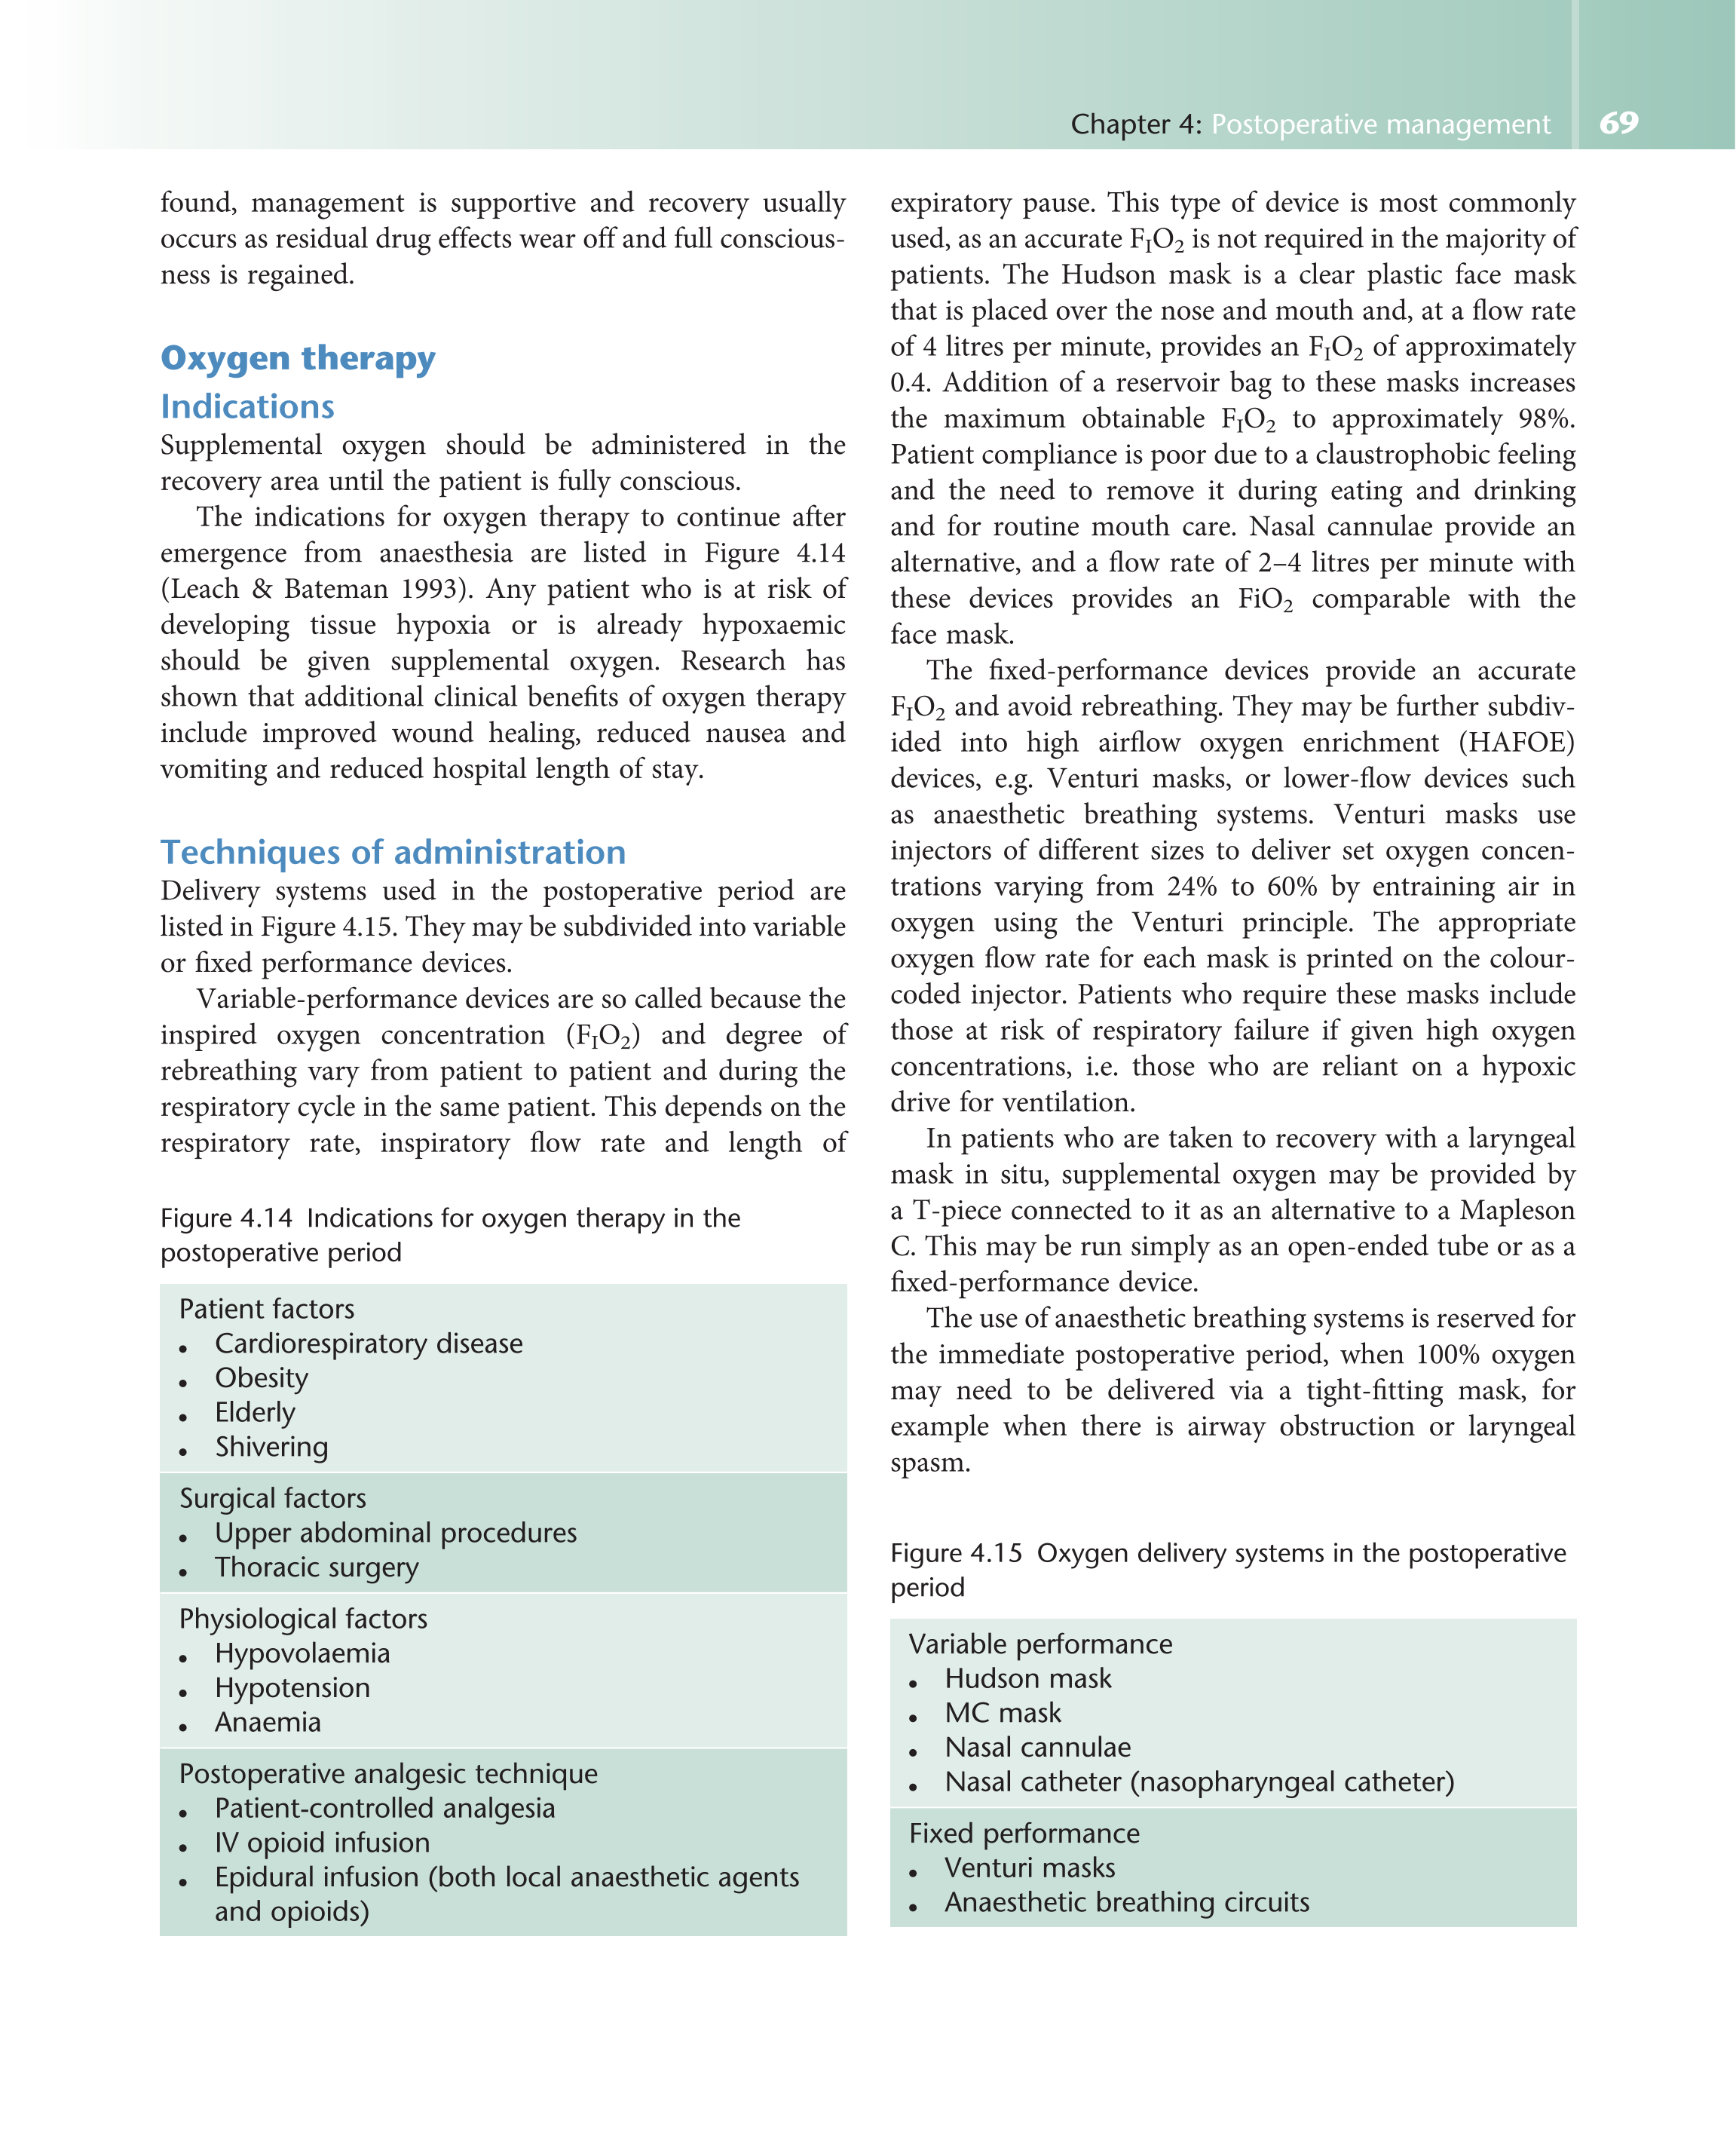 Chapter 4: Postoperative management 69
found, management is supportive and recovery usually
occurs as residual drug effects wear off and full conscious-
ness is regained.
Oxygen therapy
Indications
Supplemental oxygen should be administered in the
recovery area until the patient is fully conscious.
The indications for oxygen therapy to continue after
emergence from anaesthesia are listed in Figure 4.14
(Leach & Bateman 1993). Any patient who is at risk of
developing tissue hypoxia or is already hypoxaemic
should be given supplemental oxygen. Research has
shown that additional clinical benefits of oxygen therapy
include improved wound healing, reduced nausea and
vomiting and reduced hospital length of stay.
Techniques of administration
Delivery systems used in the postoperative period are
listed in Figure 4.15. They may be subdivided into variable
or fixed performance devices.
Variable-performance devices are so called because the
inspired oxygen concentration (FIO2) and degree of
rebreathing vary from patient to patient and during the
respiratory cycle in the same patient. This depends on the
respiratory rate, inspiratory flow rate and length of
Figure 4.14 Indications for oxygen therapy in the
postoperative period
Patient factors
• Cardiorespiratory disease
• Obesity
• Elderly
• Shivering
Surgical factors
• Upper abdominal procedures
• Thoracic surgery
Physiological factors
• Hypovolaemia
• Hypotension
• Anaemia
Postoperative analgesic technique
• Patient-controlled analgesia
• IV opioid infusion
• Epidural infusion (both local anaesthetic agents
and opioids)
expiratory pause. This type of device is most commonly
used, as an accurate FIO2 is not required in the majority of
patients. The Hudson mask is a clear plastic face mask
that is placed over the nose and mouth and, at a flow rate
of 4 litres per minute, provides an FIO2 of approximately
0.4. Addition of a reservoir bag to these masks increases
the maximum obtainable FIO2 to approximately 98%.
Patient compliance is poor due to a claustrophobic feeling
and the need to remove it during eating and drinking
and for routine mouth care. Nasal cannulae provide an
alternative, and a flow rate of 2–4 litres per minute with
these devices provides an FiO2 comparable with the
face mask.
The fixed-performance devices provide an accurate
FIO2 and avoid rebreathing. They may be further subdiv-
ided into high airflow oxygen enrichment (HAFOE)
devices, e.g. Venturi masks, or lower-flow devices such
as anaesthetic breathing systems. Venturi masks use
injectors of different sizes to deliver set oxygen concen-
trations varying from 24% to 60% by entraining air in
oxygen using the Venturi principle. The appropriate
oxygen flow rate for each mask is printed on the colour-
coded injector. Patients who require these masks include
those at risk of respiratory failure if given high oxygen
concentrations, i.e. those who are reliant on a hypoxic
drive for ventilation.
In patients who are taken to recovery with a laryngeal
mask in situ, supplemental oxygen may be provided by
a T-piece connected to it as an alternative to a Mapleson
C. This may be run simply as an open-ended tube or as a
fixed-performance device.
The use of anaesthetic breathing systems is reserved for
the immediate postoperative period, when 100% oxygen
may need to be delivered via a tight-fitting mask, for
example when there is airway obstruction or laryngeal
spasm.
Figure 4.15 Oxygen delivery systems in the postoperative
period
Variable performance
• Hudson mask
• MC mask
• Nasal cannulae
• Nasal catheter (nasopharyngeal catheter)
Fixed performance
• Venturi masks
• Anaesthetic breathing circuits